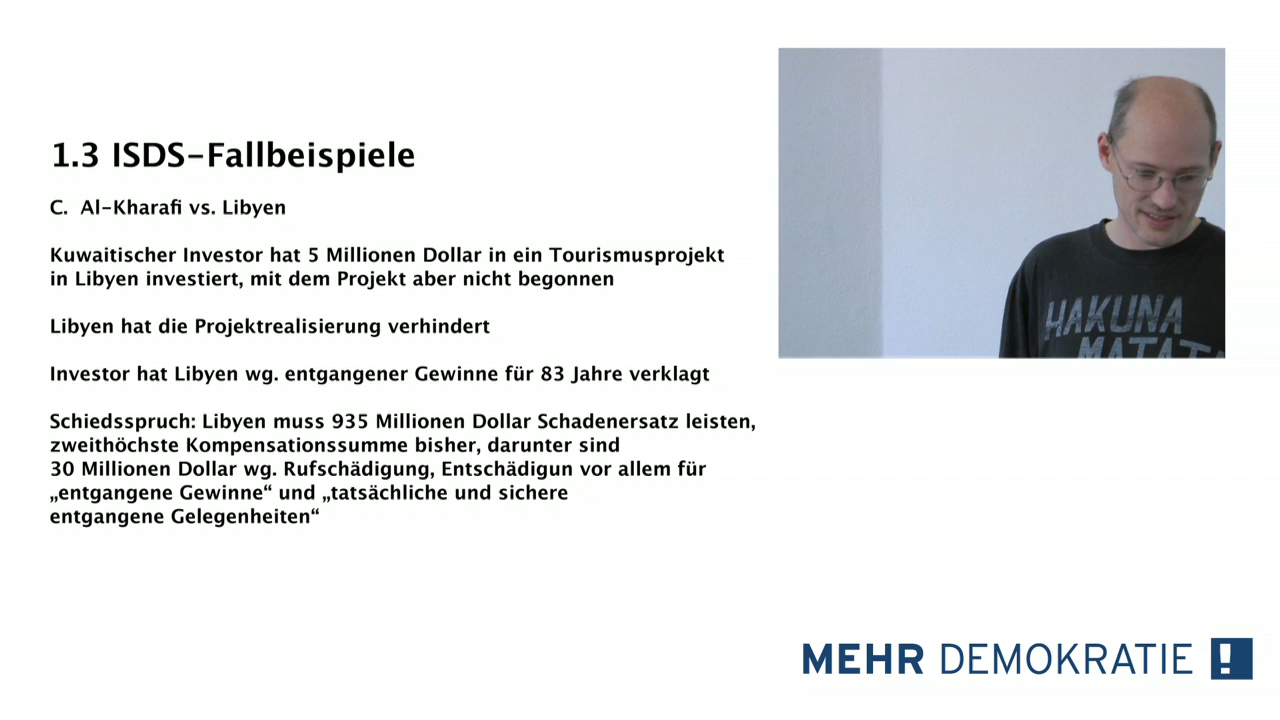 1.3 ISDS-Fallbeispiele
C. Al-Kharafi vs. Libyen
Kuwaitischer Investor hat 5 Millionen Dollar in ein Tourismusprojekt
in Libyen investiert, mit dem Projekt aber nicht begonnen
Libyen hat die Projektrealisierung verhindert
Investor hat Libyen wg. entgangener Gewinne für 83 Jahre verklagt
Schiedsspruch: Libyen muss 935 Millionen Dollar Schadenersatz leisten,
zweithöchste Kompensationssumme bisher, darunter sind
30 Millionen Dollar wg. Rufschädigung, Entschädigun vor allem für
„entgangene Gewinne“ und „tatsächliche und sichere
entgangene Gelegenheiten“
HAKUNA
MATATA
MEHR DEMOKRATIE !